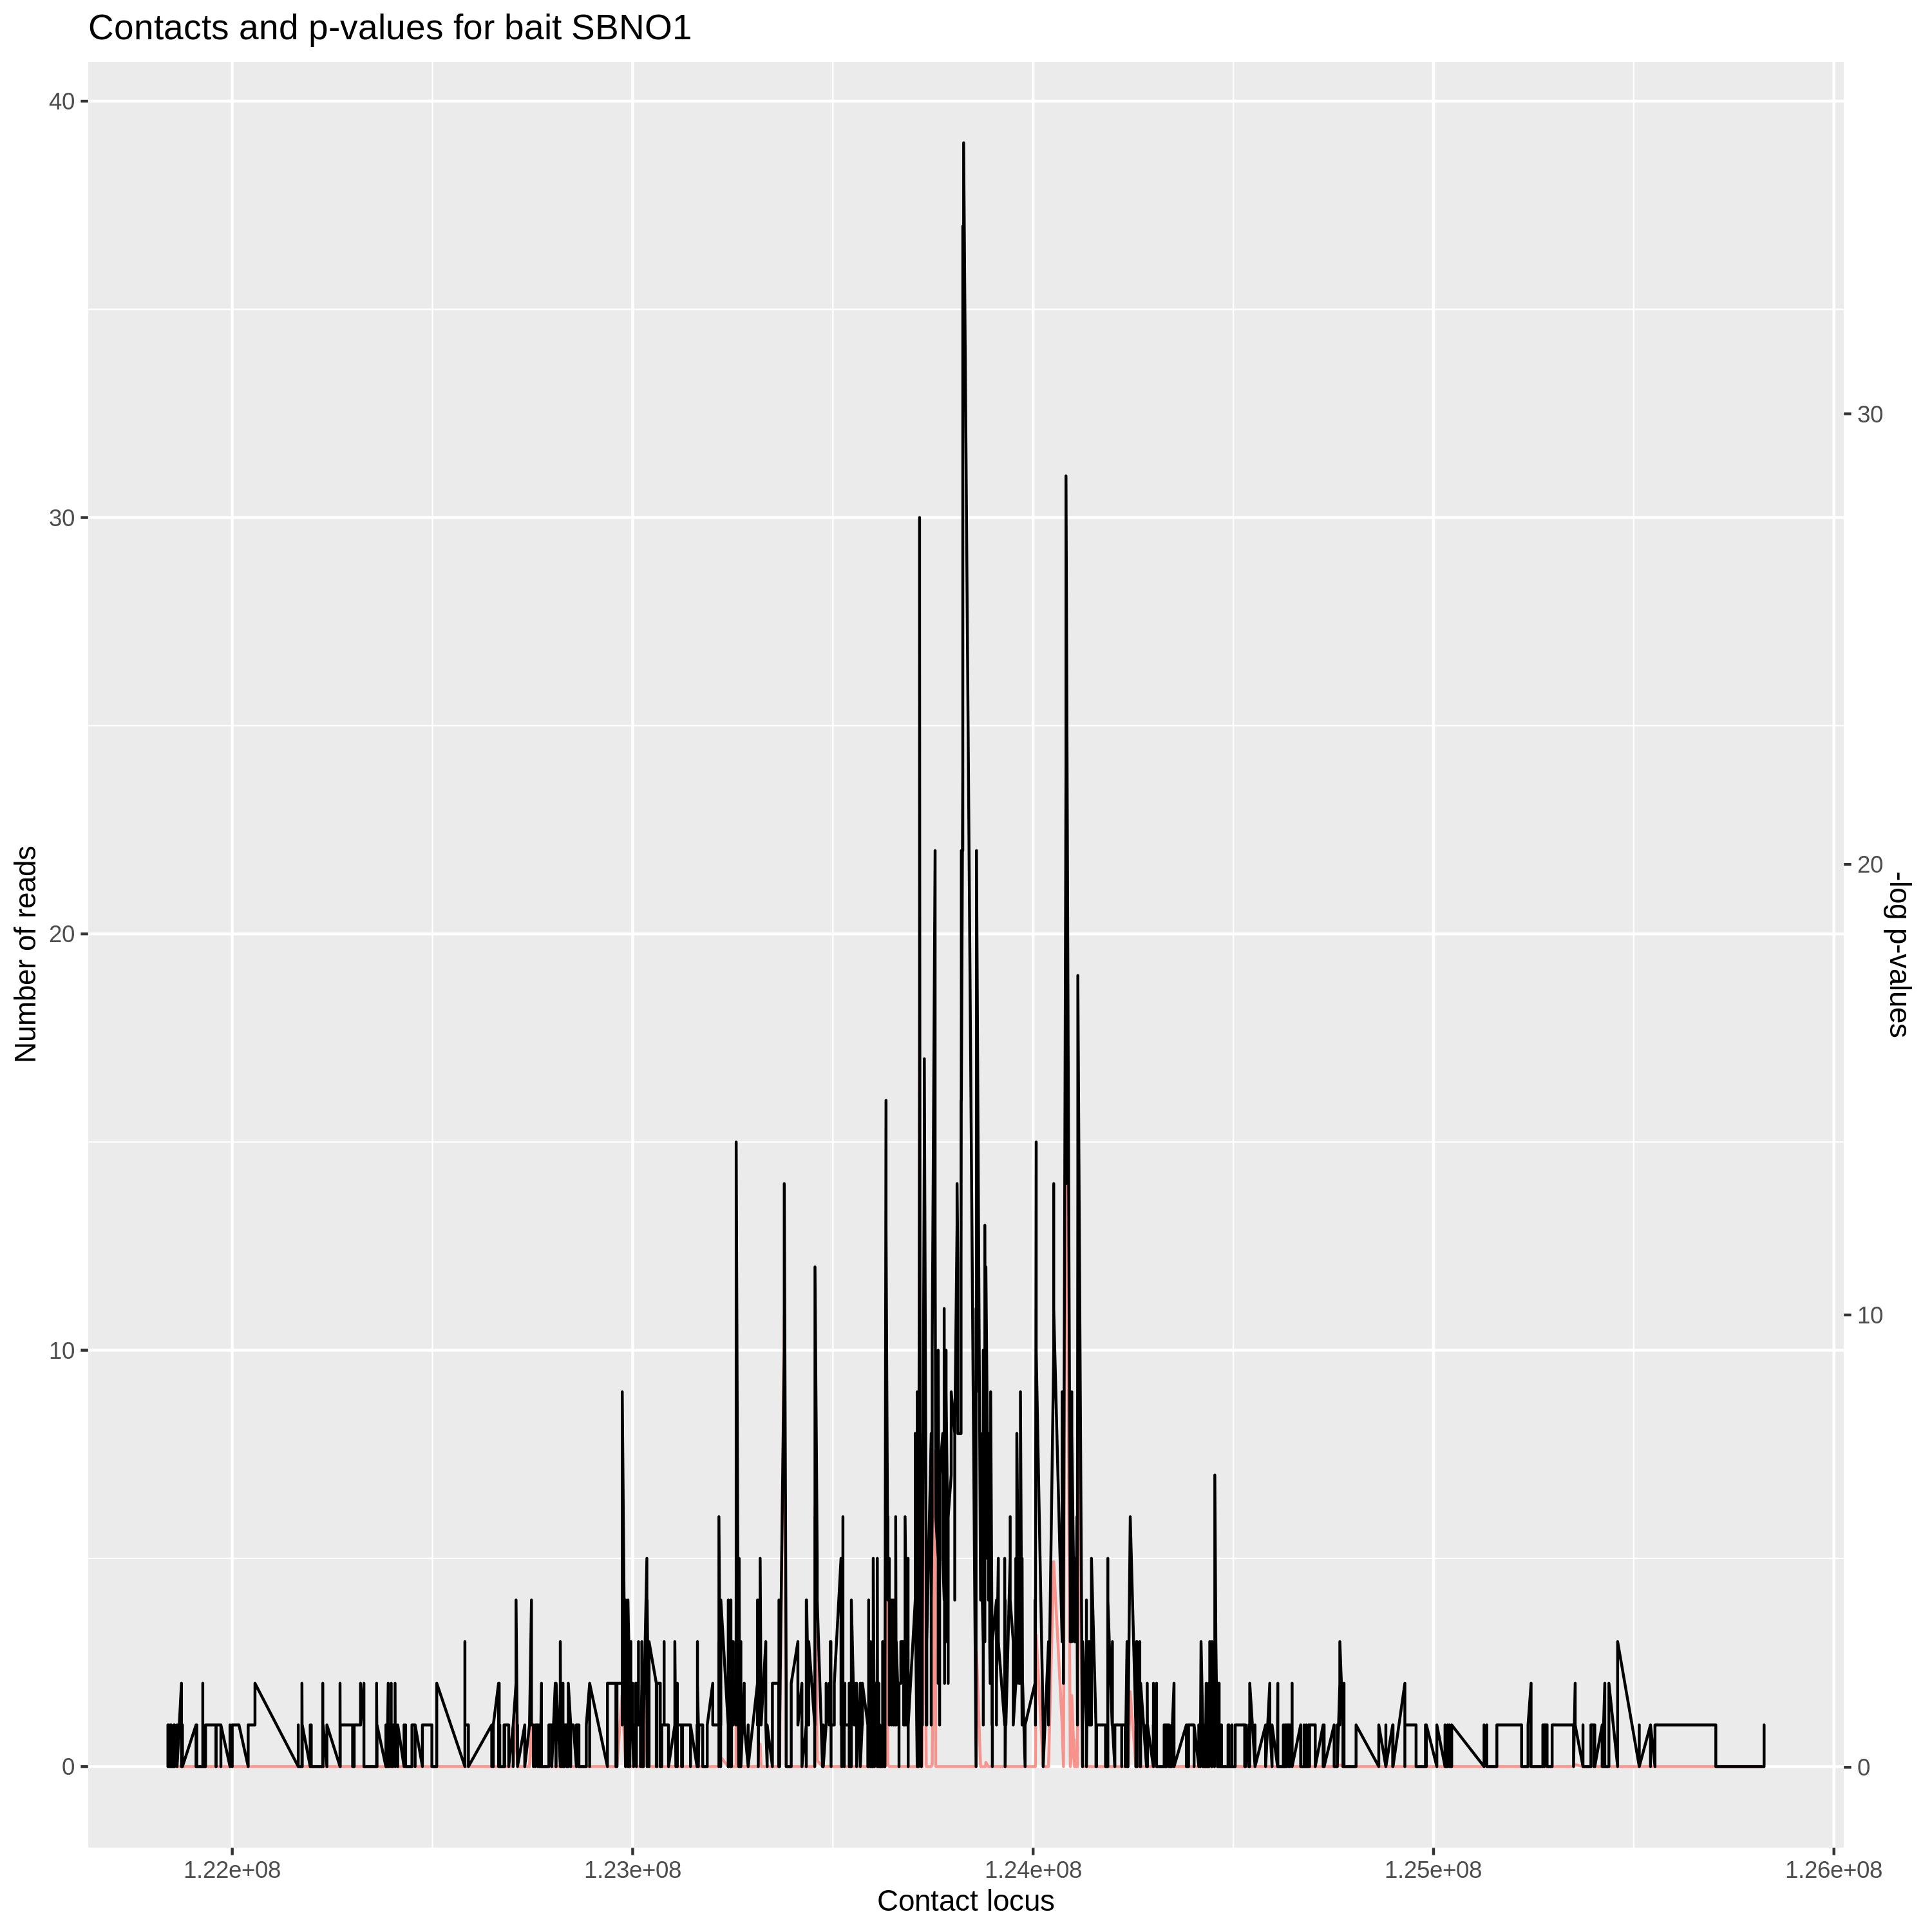 Contacts and p-values for bait SBNO1
40
30
20
10
0
Number of reads
30
20
10
0
-log p-values
1.22e+08
1.23e+08
1.24e+08
1.25e+08
1.26e+08
Contact locus